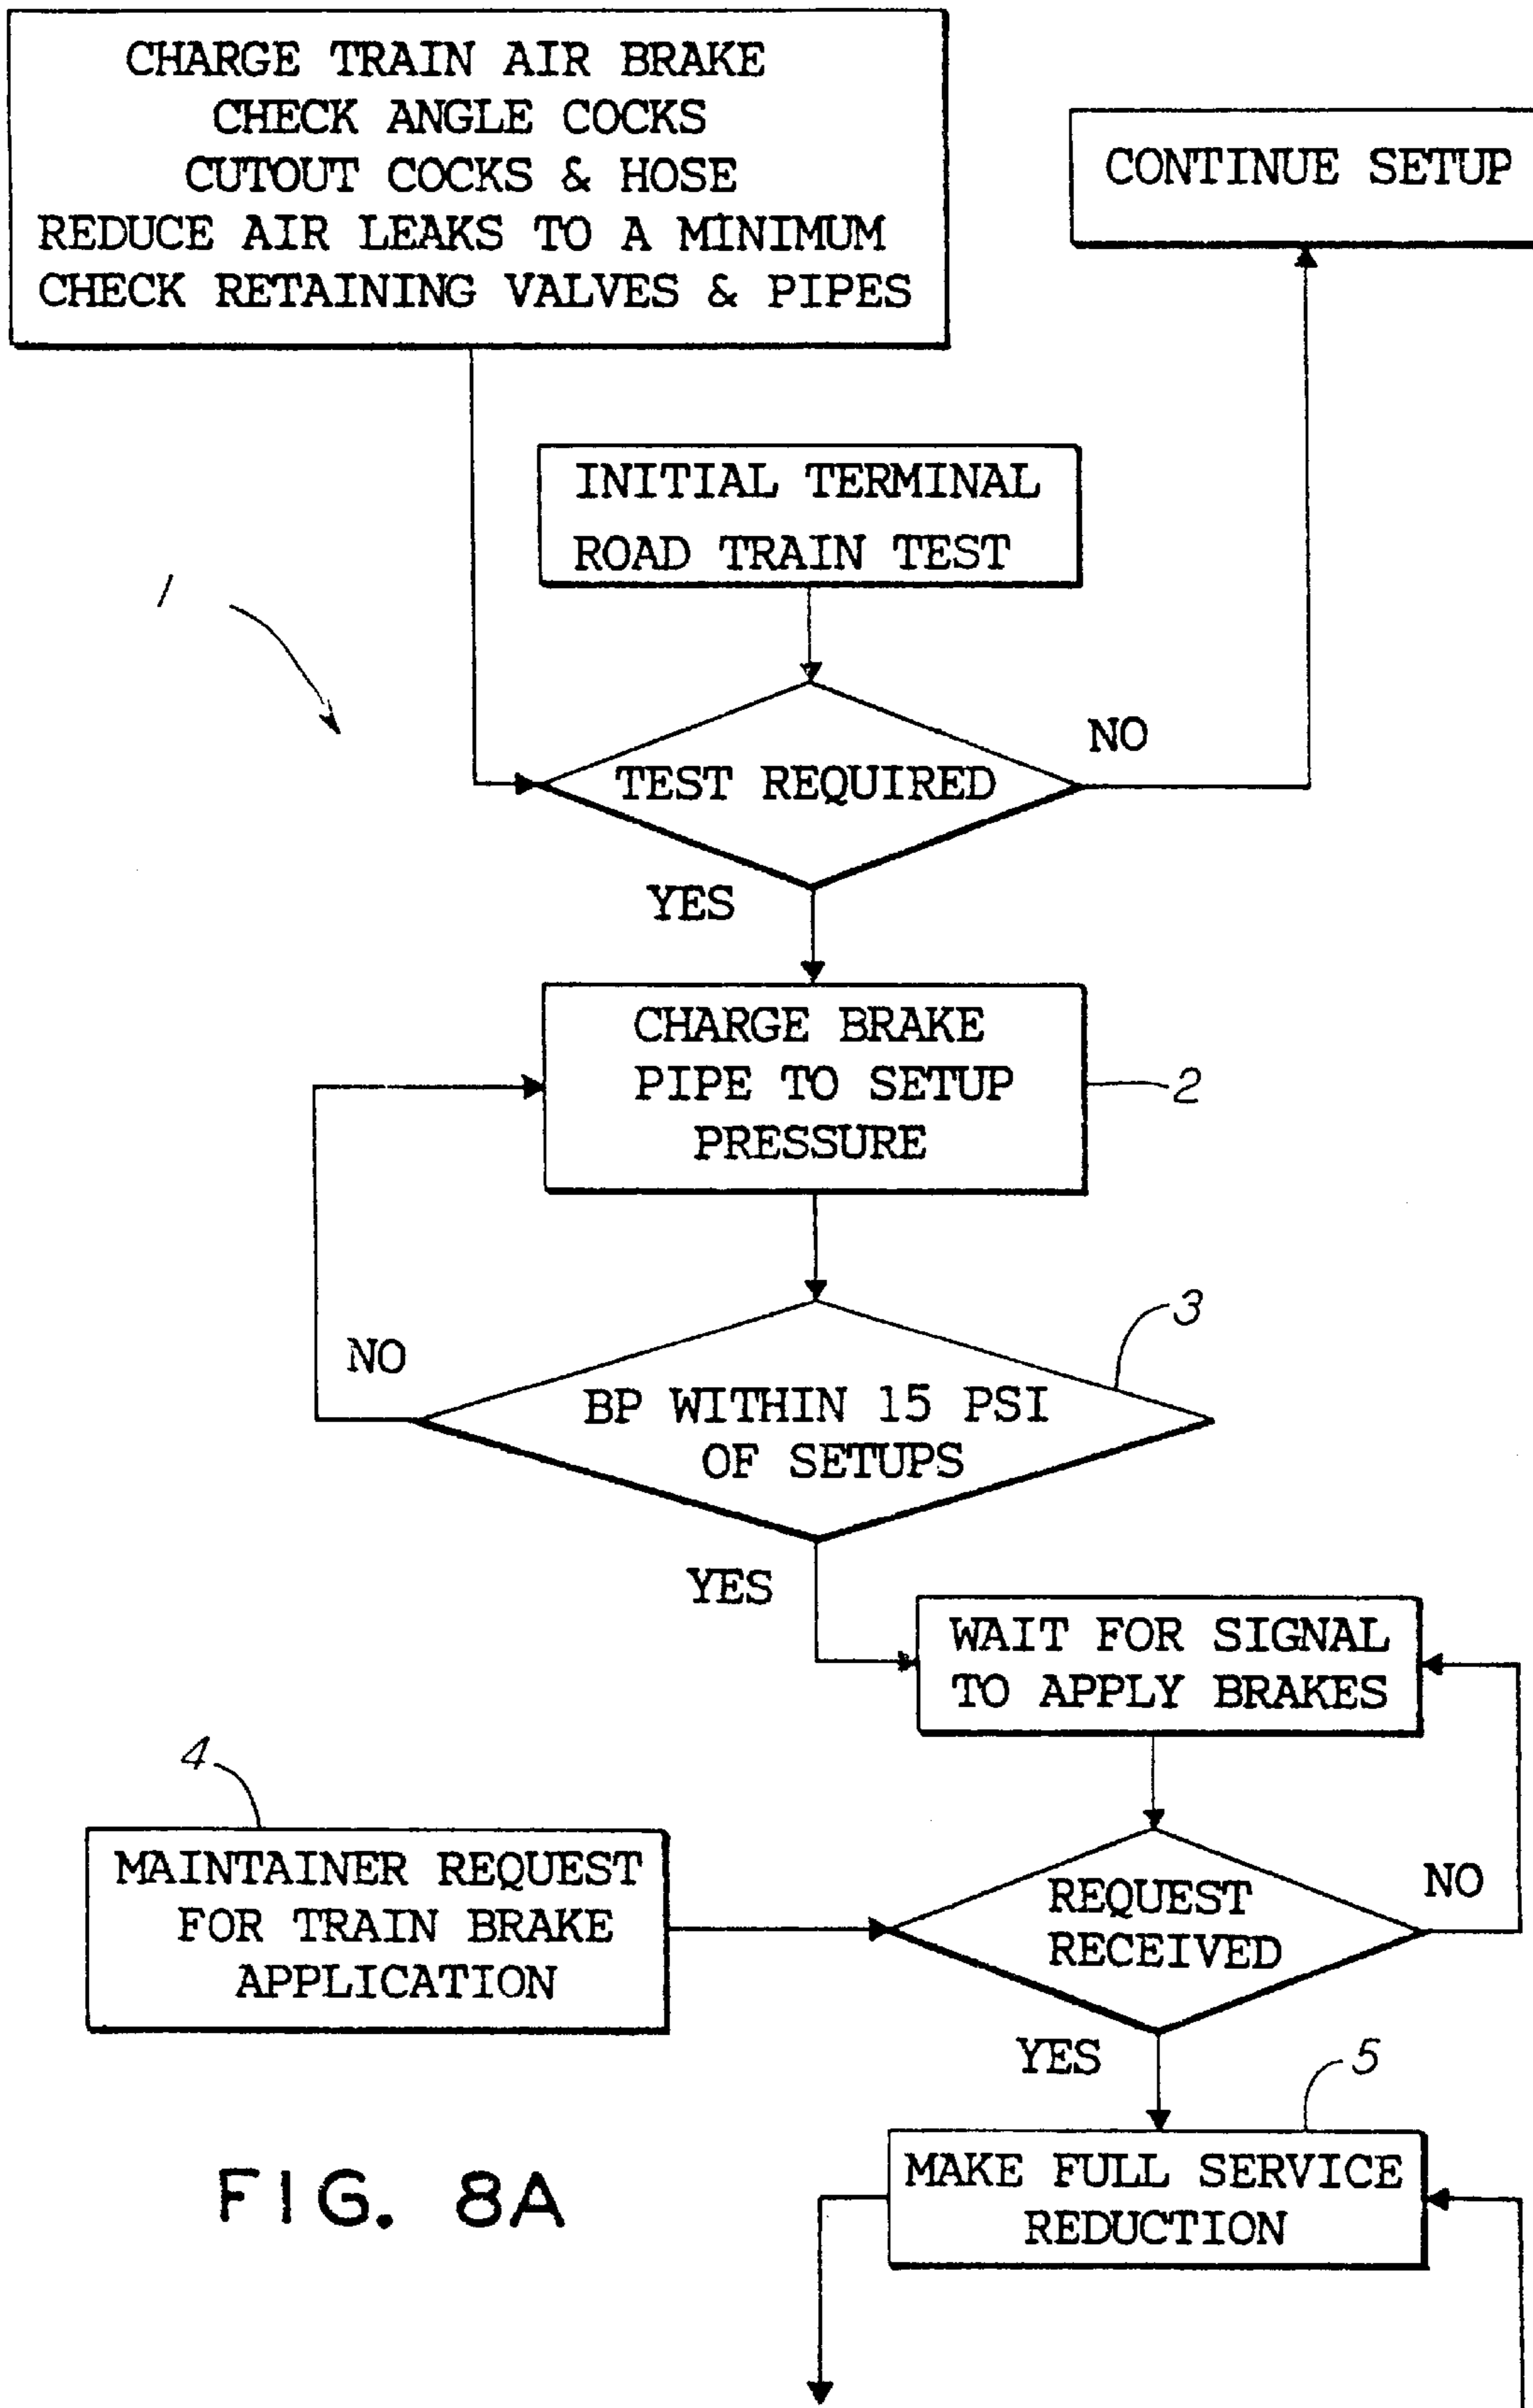 CHARGE TRAIN AIR BRAKE
CHECK ANGLE COCKS
CUTOUT COCKS & HOSE
REDUCE AIR LEAKS TO A MINIMUM
CHECK RETAINING VALVES & PIPES
CONTINUE SETUP
INITIAL TERMINAL
ROAD TRAIN TEST
1
TEST REQUIRED
NO
YES
CHARGE BRAKE
PIPE TO SETUP
PRESSURE
2
3
NO
BP WITHIN 15 PSI
OF SETUPS
YES
WAIT FOR SIGNAL
TO APPLY BRAKES
4
MAINTAINER REQUEST
FOR TRAIN BRAKE
APPLICATION
REQUEST
RECEIVED
NO
YES
5
MAKE FULL SERVICE
REDUCTION
FIG. 8A